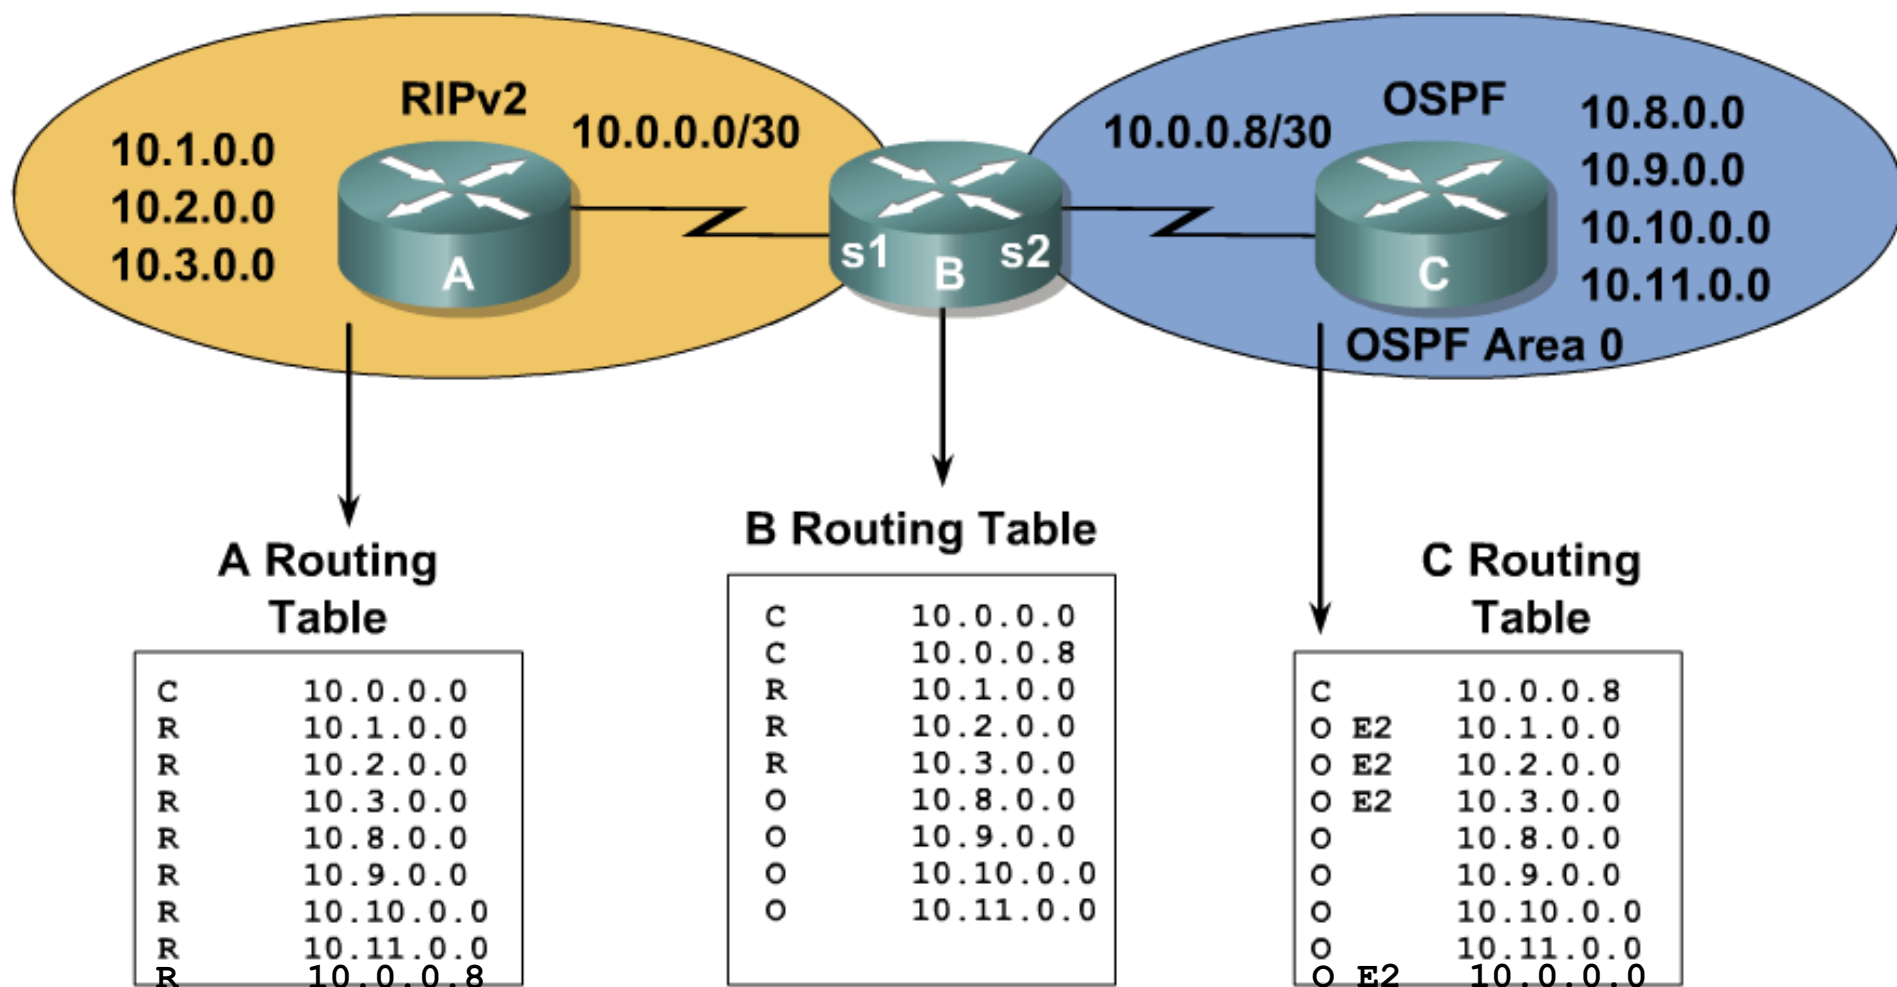 RIPv2
10.0.0.0/30
10.1.0.0
10.2.0.0
10.3.0.0
A
s1
B
s2
10.0.0.8/30
OSPF
10.8.0.0
10.9.0.0
10.10.0.0
10.11.0.0
C
OSPF Area 0
A Routing
Table
C 10.0.0.0
R 10.1.0.0
R 10.2.0.0
R 10.3.0.0
R 10.8.0.0
R 10.9.0.0
R 10.10.0.0
R 10.11.0.0
R 10.0.0.8
B Routing Table
C 10.0.0.0
C 10.0.0.8
R 10.1.0.0
R 10.2.0.0
R 10.3.0.0
O 10.8.0.0
O 10.9.0.0
O 10.10.0.0
O 10.11.0.0
C Routing
Table
C 10.0.0.8
O E2 10.1.0.0
O E2 10.2.0.0
O E2 10.3.0.0
O 10.8.0.0
O 10.9.0.0
O 10.10.0.0
O 10.11.0.0
O E2 10.0.0.0